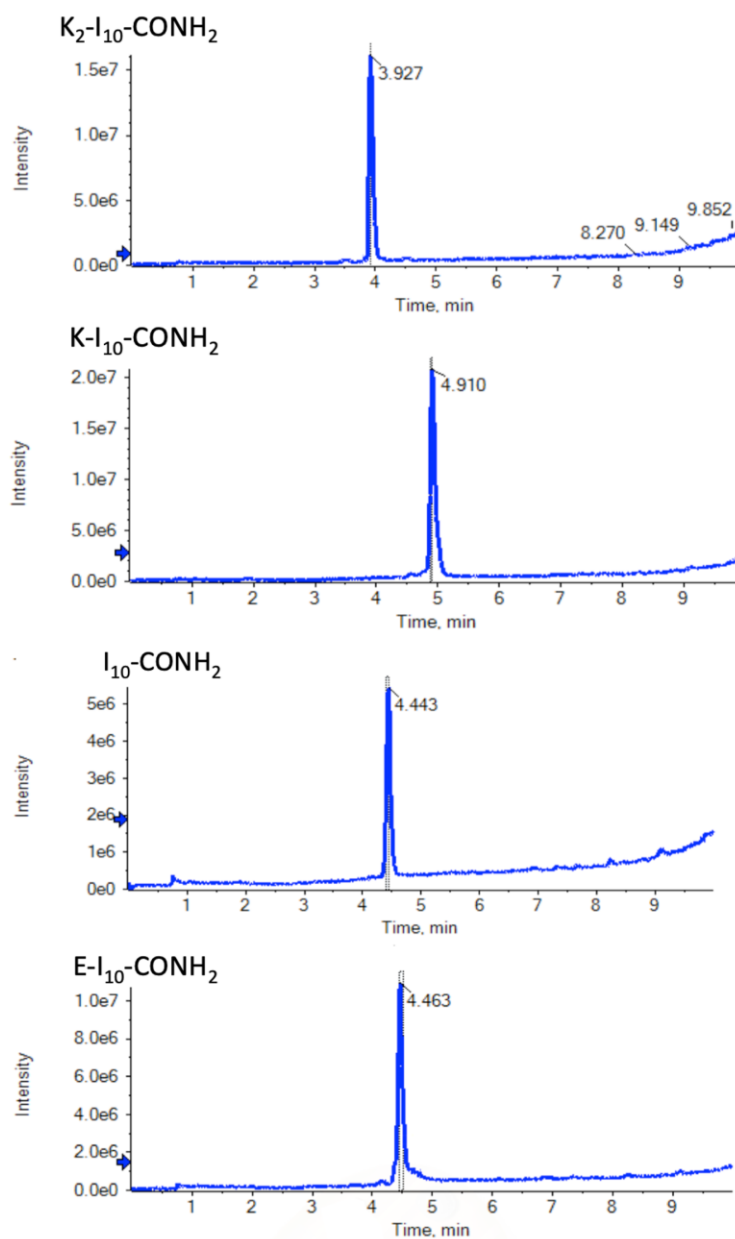 K₂-I₁₀-CONH₂
1.5e7
3.927
1.0e7
Intensity
5.0e6
8.270 9.149 9.852
0.0e0
1 2 3 4 5 6 7 8 9
Time, min
K-I₁₀-CONH₂
2.0e7
4.910
1.5e7
Intensity
1.0e7
5.0e6
0.0e0
1 2 3 4 5 6 7 8 9
Time, min
I₁₀-CONH₂
5e6
4.443
4e6
Intensity
3e6
2e6
1e6
0e0
1 2 3 4 5 6 7 8 9
Time, min
E-I₁₀-CONH₂
1.0e7
4.463
8.0e6
Intensity
6.0e6
4.0e6
2.0e6
0.0e0
1 2 3 4 5 6 7 8 9
Time, min